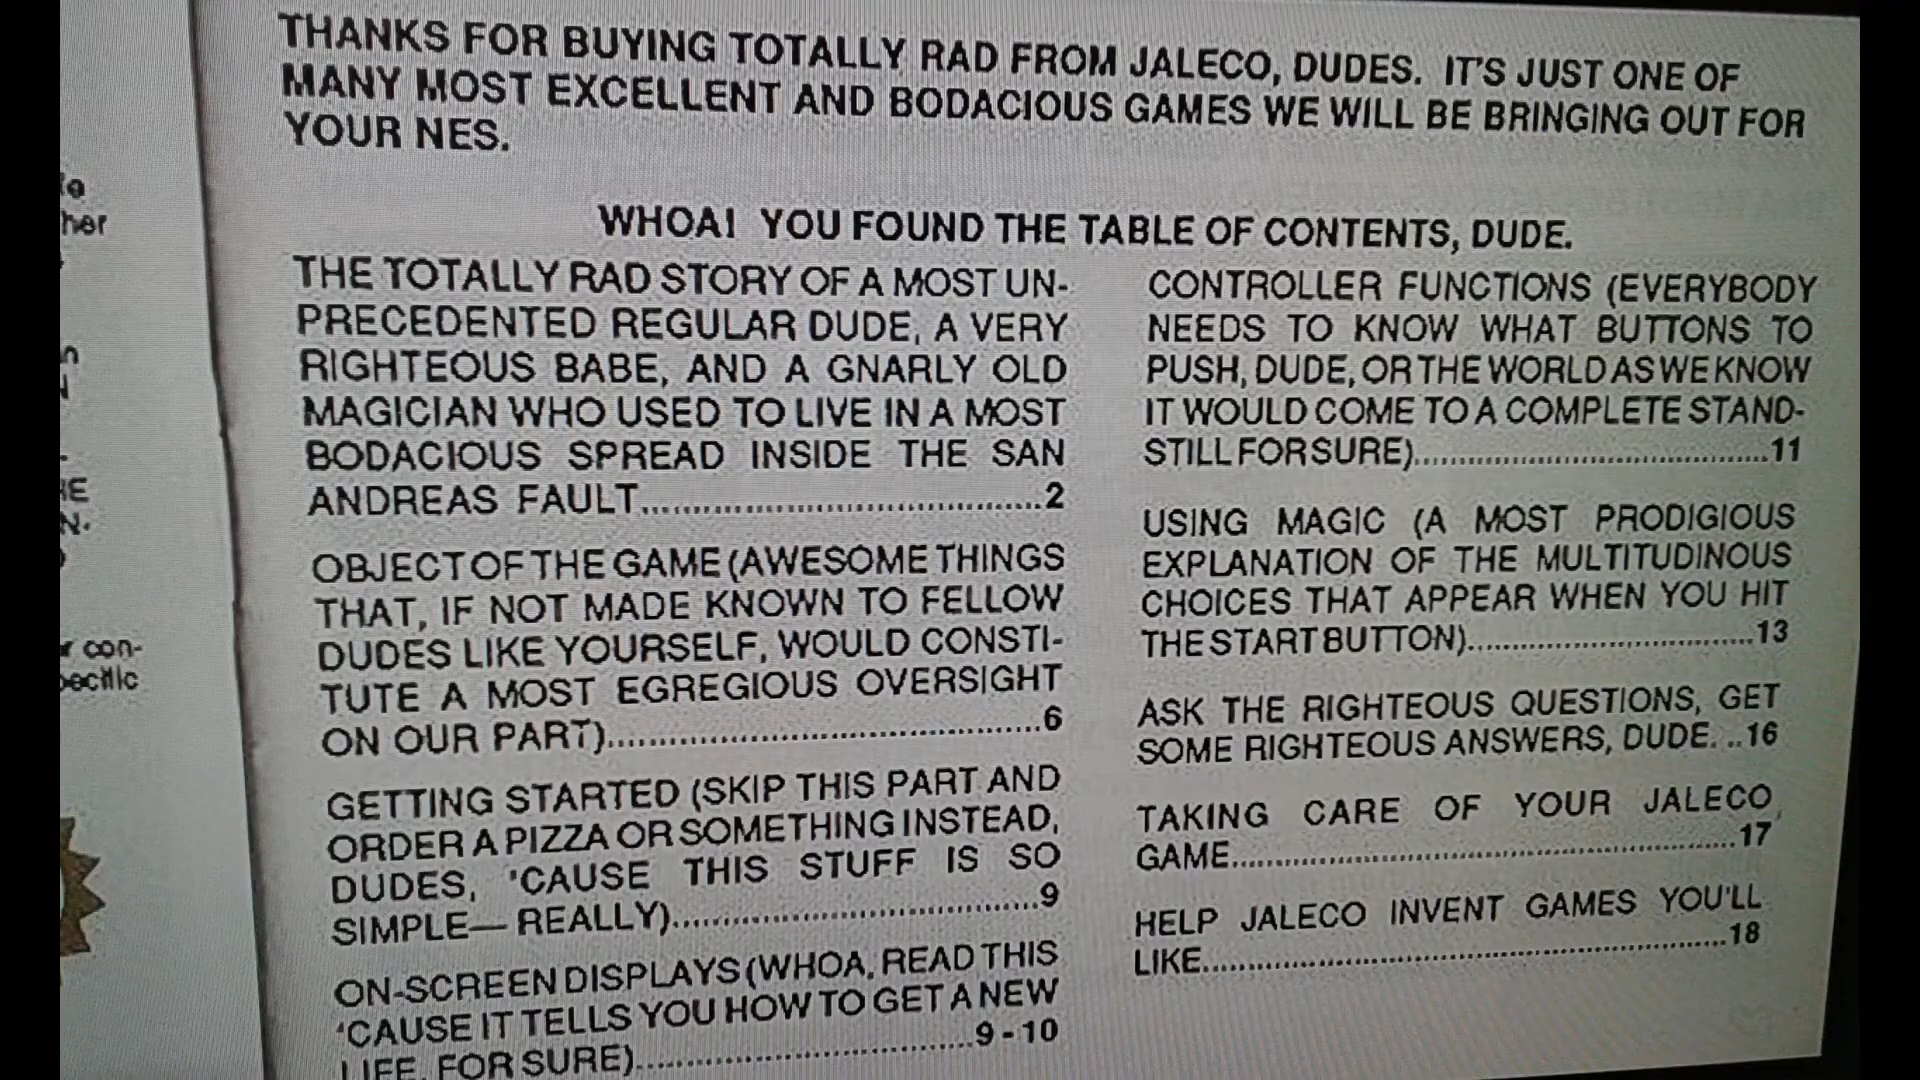 THANKS FOR BUYING TOTALLY RAD FROM JALECO, DUDES. IT'S JUST ONE OF
MANY MOST EXCELLENT AND BODACIOUS GAMES WE WILL BE BRINGING OUT FOR
YOUR NES.
WHOA! YOU FOUND THE TABLE OF CONTENTS, DUDE.
THE TOTALLY RAD STORY OF A MOST UN-
PRECEDENTED REGULAR DUDE, A VERY
RIGHTEOUS BABE, AND A GNARLY OLD
MAGICIAN WHO USED TO LIVE IN A MOST
BODACIOUS SPREAD INSIDE THE SAN
ANDREAS FAULT.....................................2
OBJECT OF THE GAME (AWESOME THINGS
THAT, IF NOT MADE KNOWN TO FELLOW
DUDES LIKE YOURSELF, WOULD CONSTI-
TUTE A MOST EGREGIOUS OVERSIGHT
ON OUR PART)........................................6
GETTING STARTED (SKIP THIS PART AND
ORDER A PIZZA OR SOMETHING INSTEAD,
DUDES, 'CAUSE THIS STUFF IS SO
SIMPLE— REALLY)..................................9
ON-SCREEN DISPLAYS (WHOA, READ THIS
'CAUSE IT TELLS YOU HOW TO GET A NEW
LIFE, FOR SURE)..............................9 - 10
CONTROLLER FUNCTIONS (EVERYBODY
NEEDS TO KNOW WHAT BUTTONS TO
PUSH, DUDE, OR THE WORLD AS WE KNOW
IT WOULD COME TO A COMPLETE STAND-
STILL FOR SURE)...................................11
USING MAGIC (A MOST PRODIGIOUS
EXPLANATION OF THE MULTITUDINOUS
CHOICES THAT APPEAR WHEN YOU HIT
THE START BUTTON).............................13
ASK THE RIGHTEOUS QUESTIONS, GET
SOME RIGHTEOUS ANSWERS, DUDE. ..16
TAKING CARE OF YOUR JALECO
GAME..................................................17
HELP JALECO INVENT GAMES YOU'LL
LIKE....................................................18
her
con-